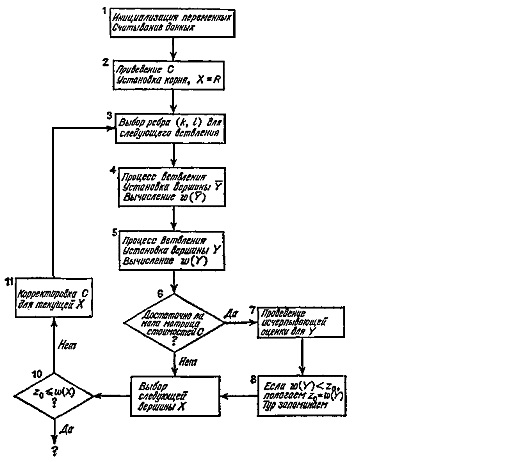 1
Инициализация переменных
Считывание данных
2
Приведение C
Установка корня, X = R
3
Выбор ребра (k, l) для
следующего ветвления
4
Процесс ветвления
Установка вершины Y̅
Вычисление w(Y̅)
5
Процесс ветвления
Установка вершины Y
Вычисление w(Y)
6
Достаточно ли
мала матрица
стоимостей C
?
Да
Нет
7
Проведение
исчерпывающей
оценки для Y
8
Если w(Y) < z₀,
полагаем z₀ = w(Y)
Тур запоминаем
Выбор
следующей
вершины X
10
z₀ ⩽ w(X)
?
Нет
Да
?
11
Корректировка C
для текущей X